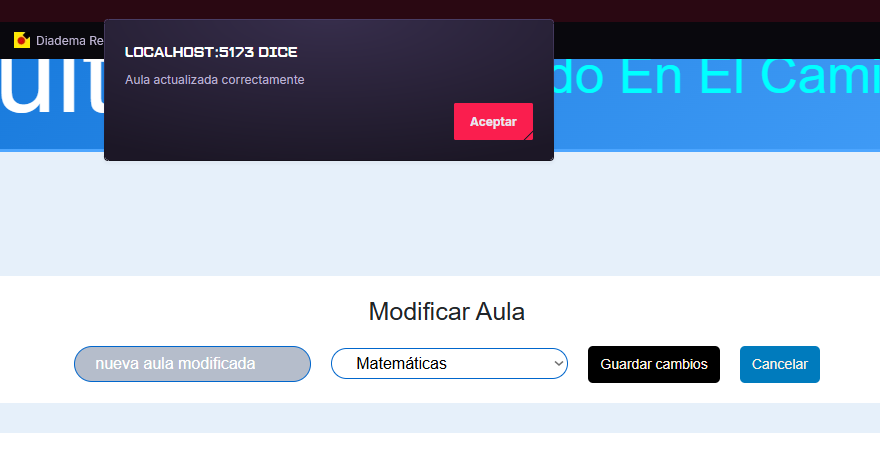 Diadema Re
LOCALHOST:5173 DICE
Aula actualizada correctamente
Aceptar
do En El Cami
Modificar Aula
nueva aula modificada
Matemáticas
Guardar cambios
Cancelar